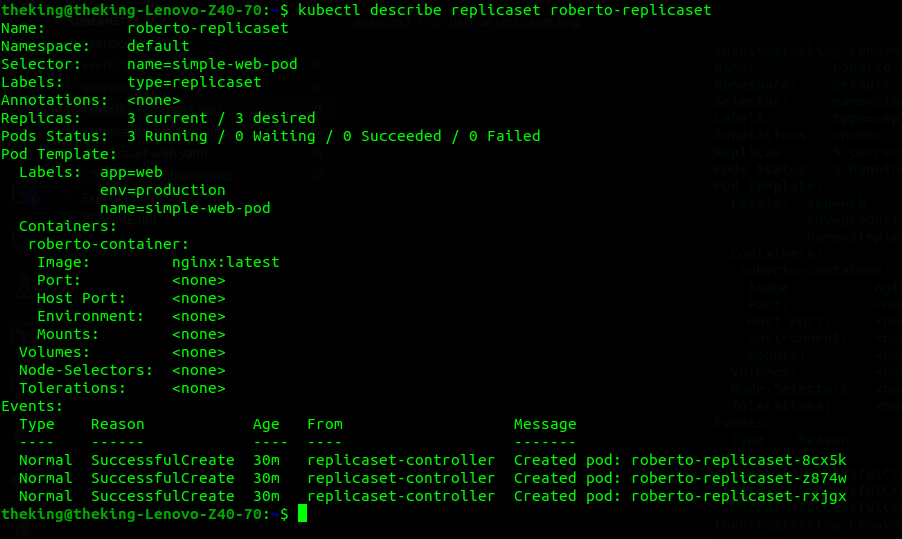 theking@theking-Lenovo-Z40-70:~$ kubectl describe replicaset roberto-replicaset
Name:         roberto-replicaset
Namespace:    default
Selector:     name=simple-web-pod
Labels:       type=replicaset
Annotations:  <none>
Replicas:     3 current / 3 desired
Pods Status:  3 Running / 0 Waiting / 0 Succeeded / 0 Failed
Pod Template:
  Labels:  app=web
           env=production
           name=simple-web-pod
  Containers:
   roberto-container:
    Image:         nginx:latest
    Port:          <none>
    Host Port:     <none>
    Environment:   <none>
    Mounts:        <none>
  Volumes:         <none>
  Node-Selectors:  <none>
  Tolerations:     <none>
Events:
  Type    Reason            Age   From                   Message
  ----    ------            ----  ----                   -------
  Normal  SuccessfulCreate  30m   replicaset-controller  Created pod: roberto-replicaset-8cx5k
  Normal  SuccessfulCreate  30m   replicaset-controller  Created pod: roberto-replicaset-z874w
  Normal  SuccessfulCreate  30m   replicaset-controller  Created pod: roberto-replicaset-rxjgx
theking@theking-Lenovo-Z40-70:~$